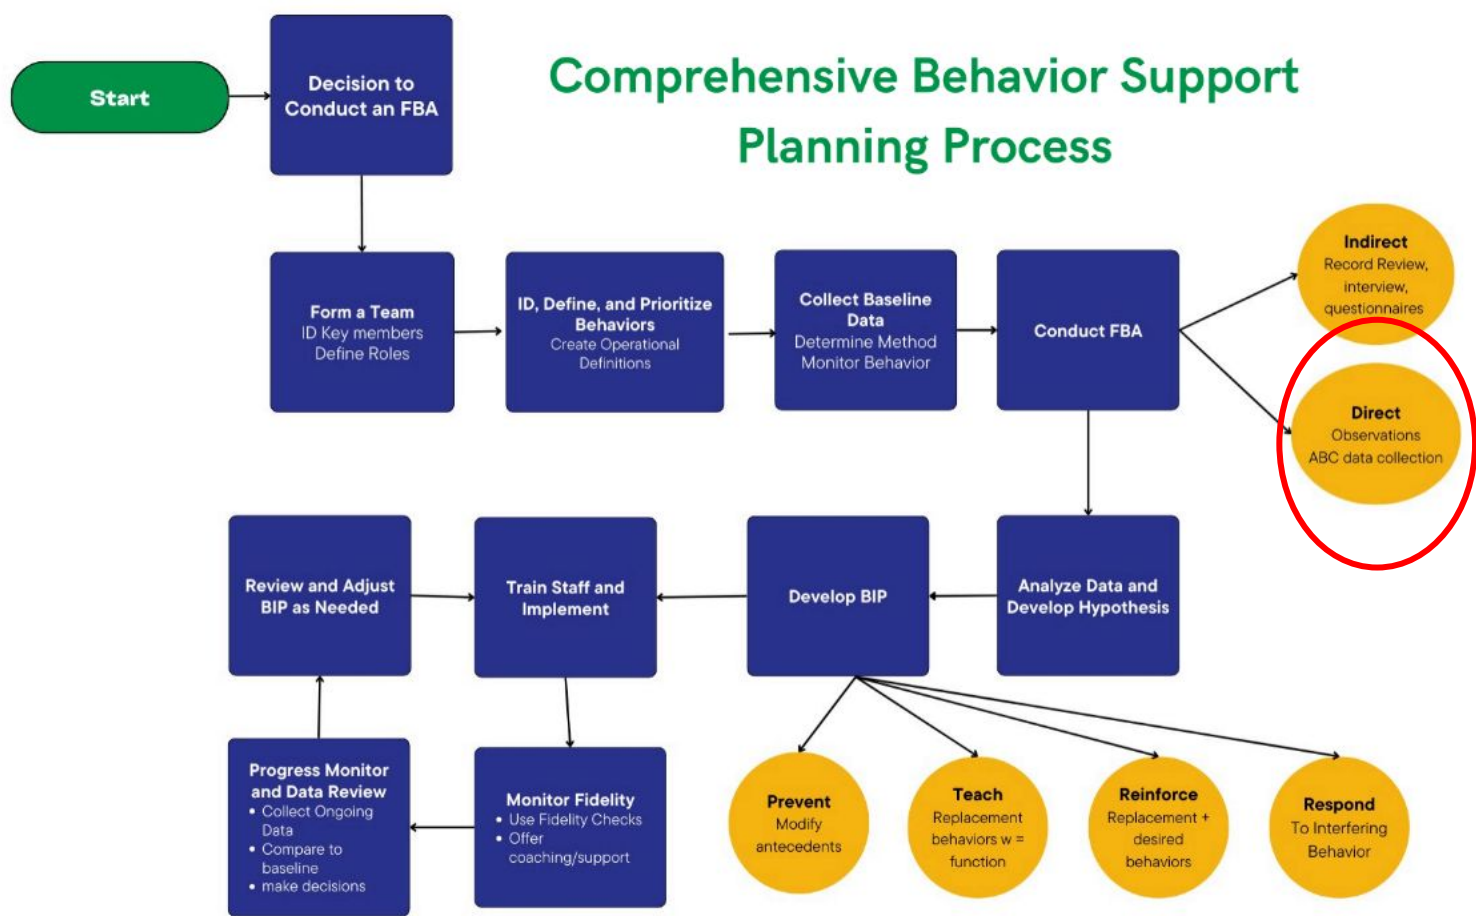 Comprehensive Behavior Support
Planning Process
Start
Decision to
Conduct an FBA
Form a Team
ID Key members
Define Roles
ID, Define, and Prioritize
Behaviors
Create Operational
Definitions
Collect Baseline
Data
Determine Method
Monitor Behavior
Conduct FBA
Indirect
Record Review,
interview,
questionnaires
Direct
Observations
ABC data collection
Analyze Data and
Develop Hypothesis
Develop BIP
Prevent
Modify
antecedents
Teach
Replacement
behaviors w =
function
Reinforce
Replacement +
desired
behaviors
Respond
To Interfering
Behavior
Train Staff and
Implement
Monitor Fidelity
• Use Fidelity Checks
• Offer
coaching/support
Progress Monitor
and Data Review
• Collect Ongoing
Data
• Compare to
baseline
• make decisions
Review and Adjust
BIP as Needed